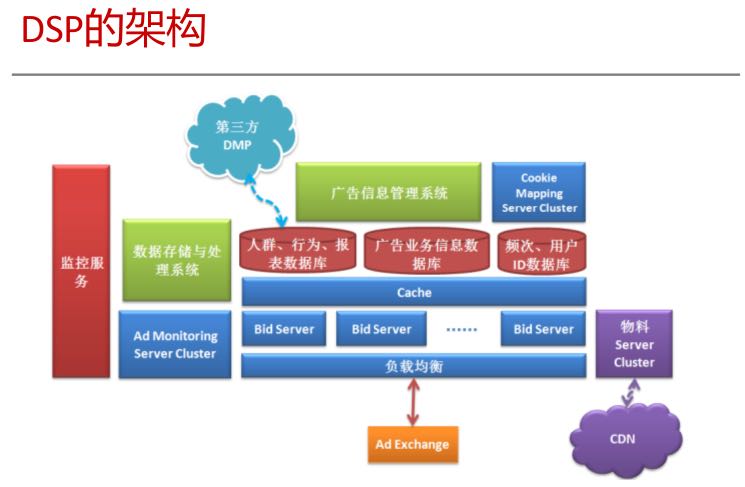 DSP的架构
第三方
DMP
广告信息管理系统
Cookie
Mapping
Server Cluster
监控服
务
数据存储与处
理系统
人群、行为、报
表数据库
广告业务信息数
据库
频次、用户
ID数据库
Cache
Ad Monitoring
Server Cluster
Bid Server
Bid Server
······
Bid Server
物料
Server
Cluster
负载均衡
Ad Exchange
CDN